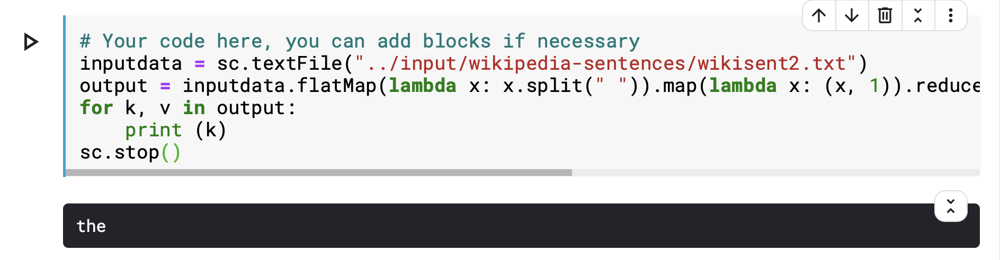 # Your code here, you can add blocks if necessary
inputdata = sc.textFile("../input/wikipedia-sentences/wikisent2.txt")
output = inputdata.flatMap(lambda x: x.split(" ")).map(lambda x: (x, 1)).reduce
for k, v in output:
    print (k)
sc.stop()
the